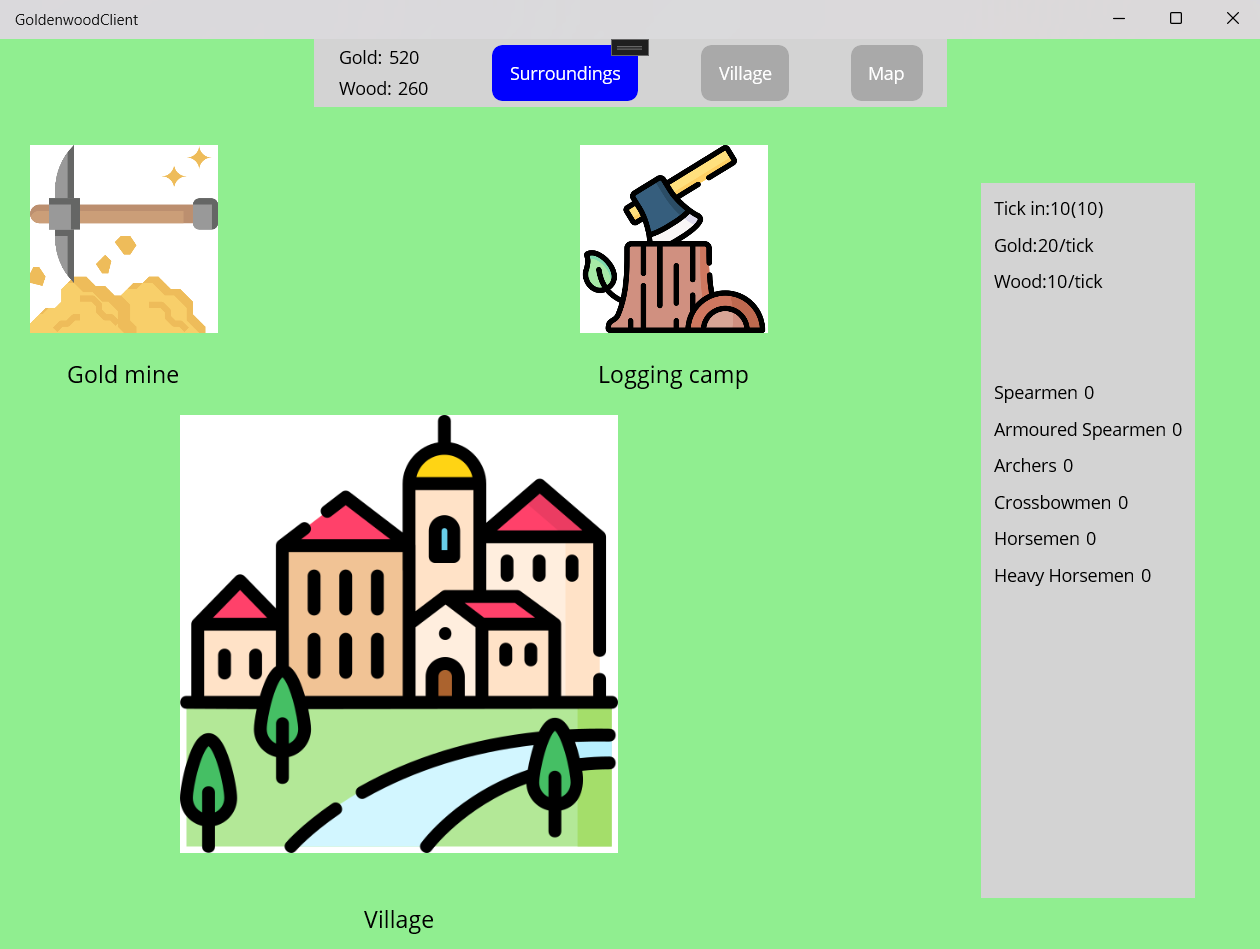 GoldenwoodClient
Gold: 520
Wood: 260
Surroundings
Village
Map
Gold mine
Logging camp
Village
Tick in:10(10)
Gold:20/tick
Wood:10/tick
Spearmen 0
Armoured Spearmen 0
Archers 0
Crossbowmen 0
Horsemen 0
Heavy Horsemen 0